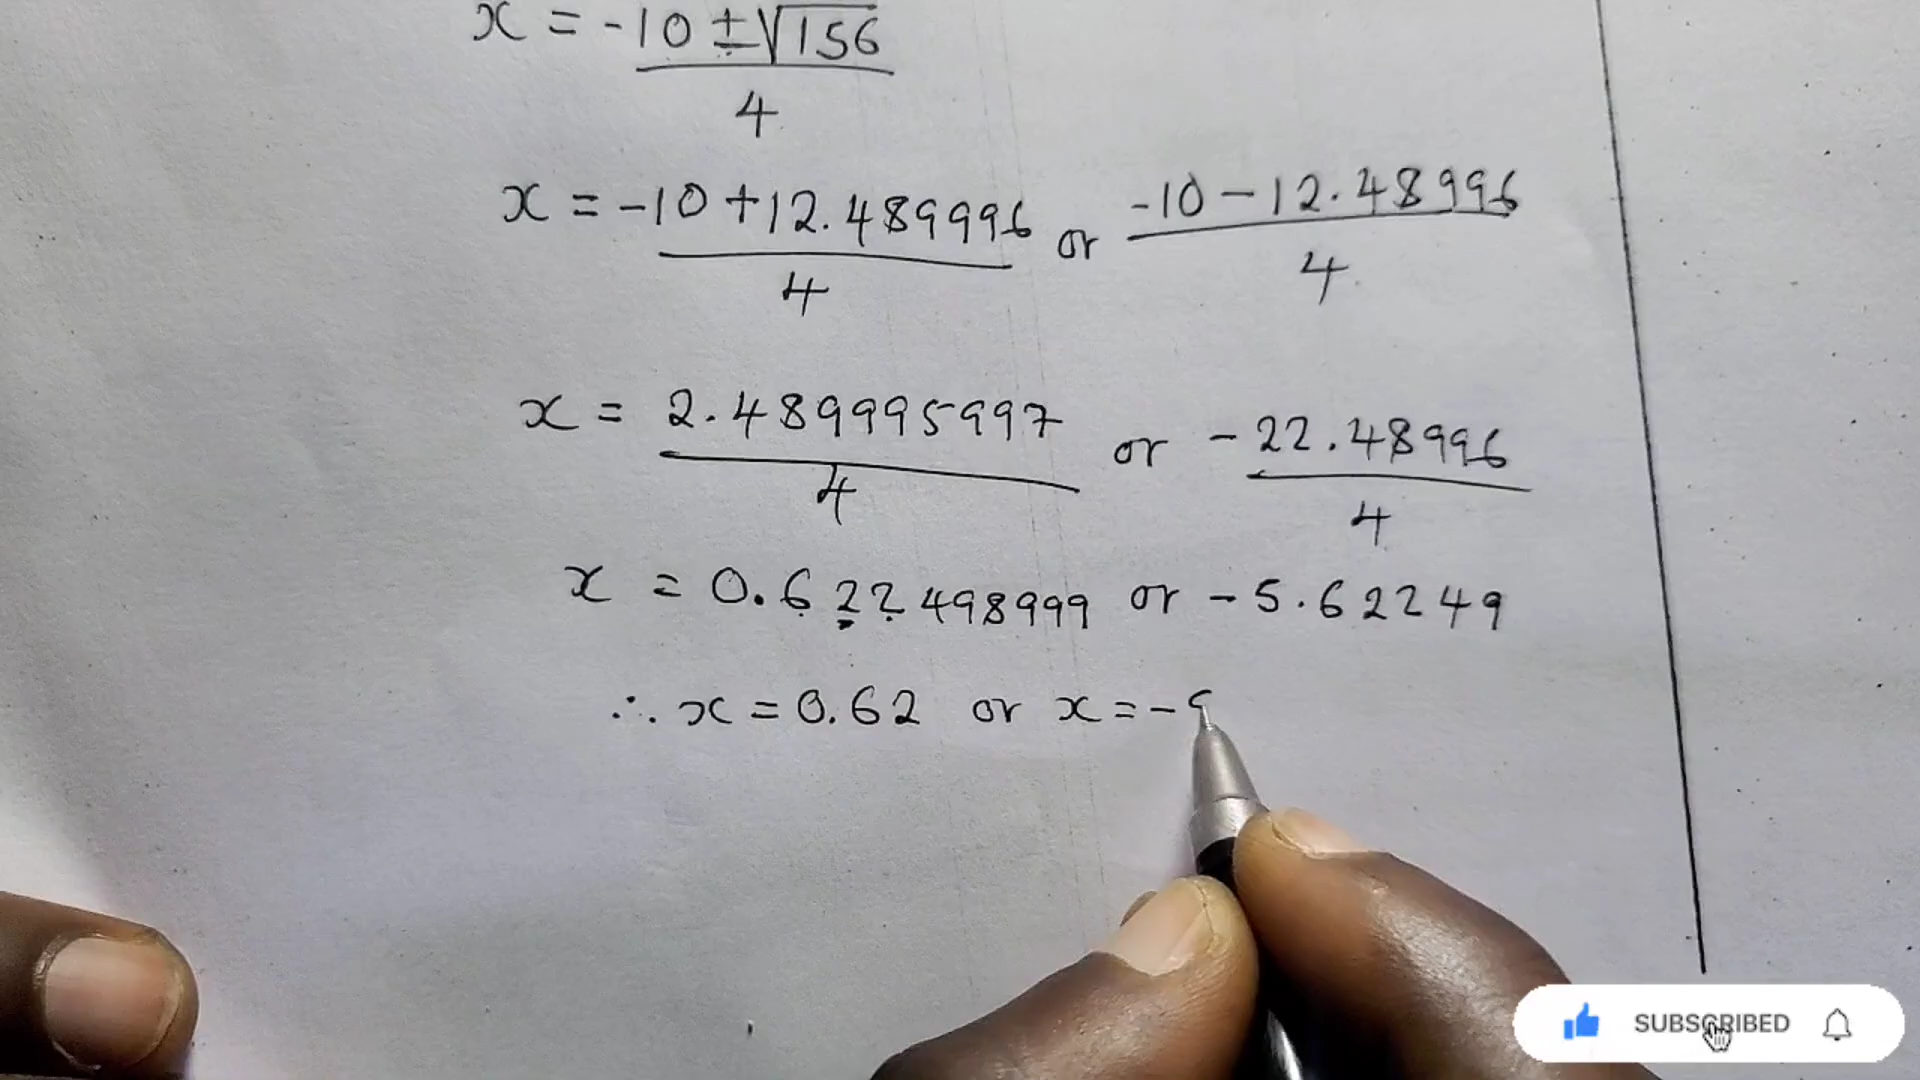 x = -10 ± √156
4
x = -10 + 12.489996 or -10 - 12.48996
4 4
x = 2.489995997 or - 22.48996
4 4
x = 0.622498999 or - 5.62249
∴ x = 0.62 or x = -
SUBSCRIBED